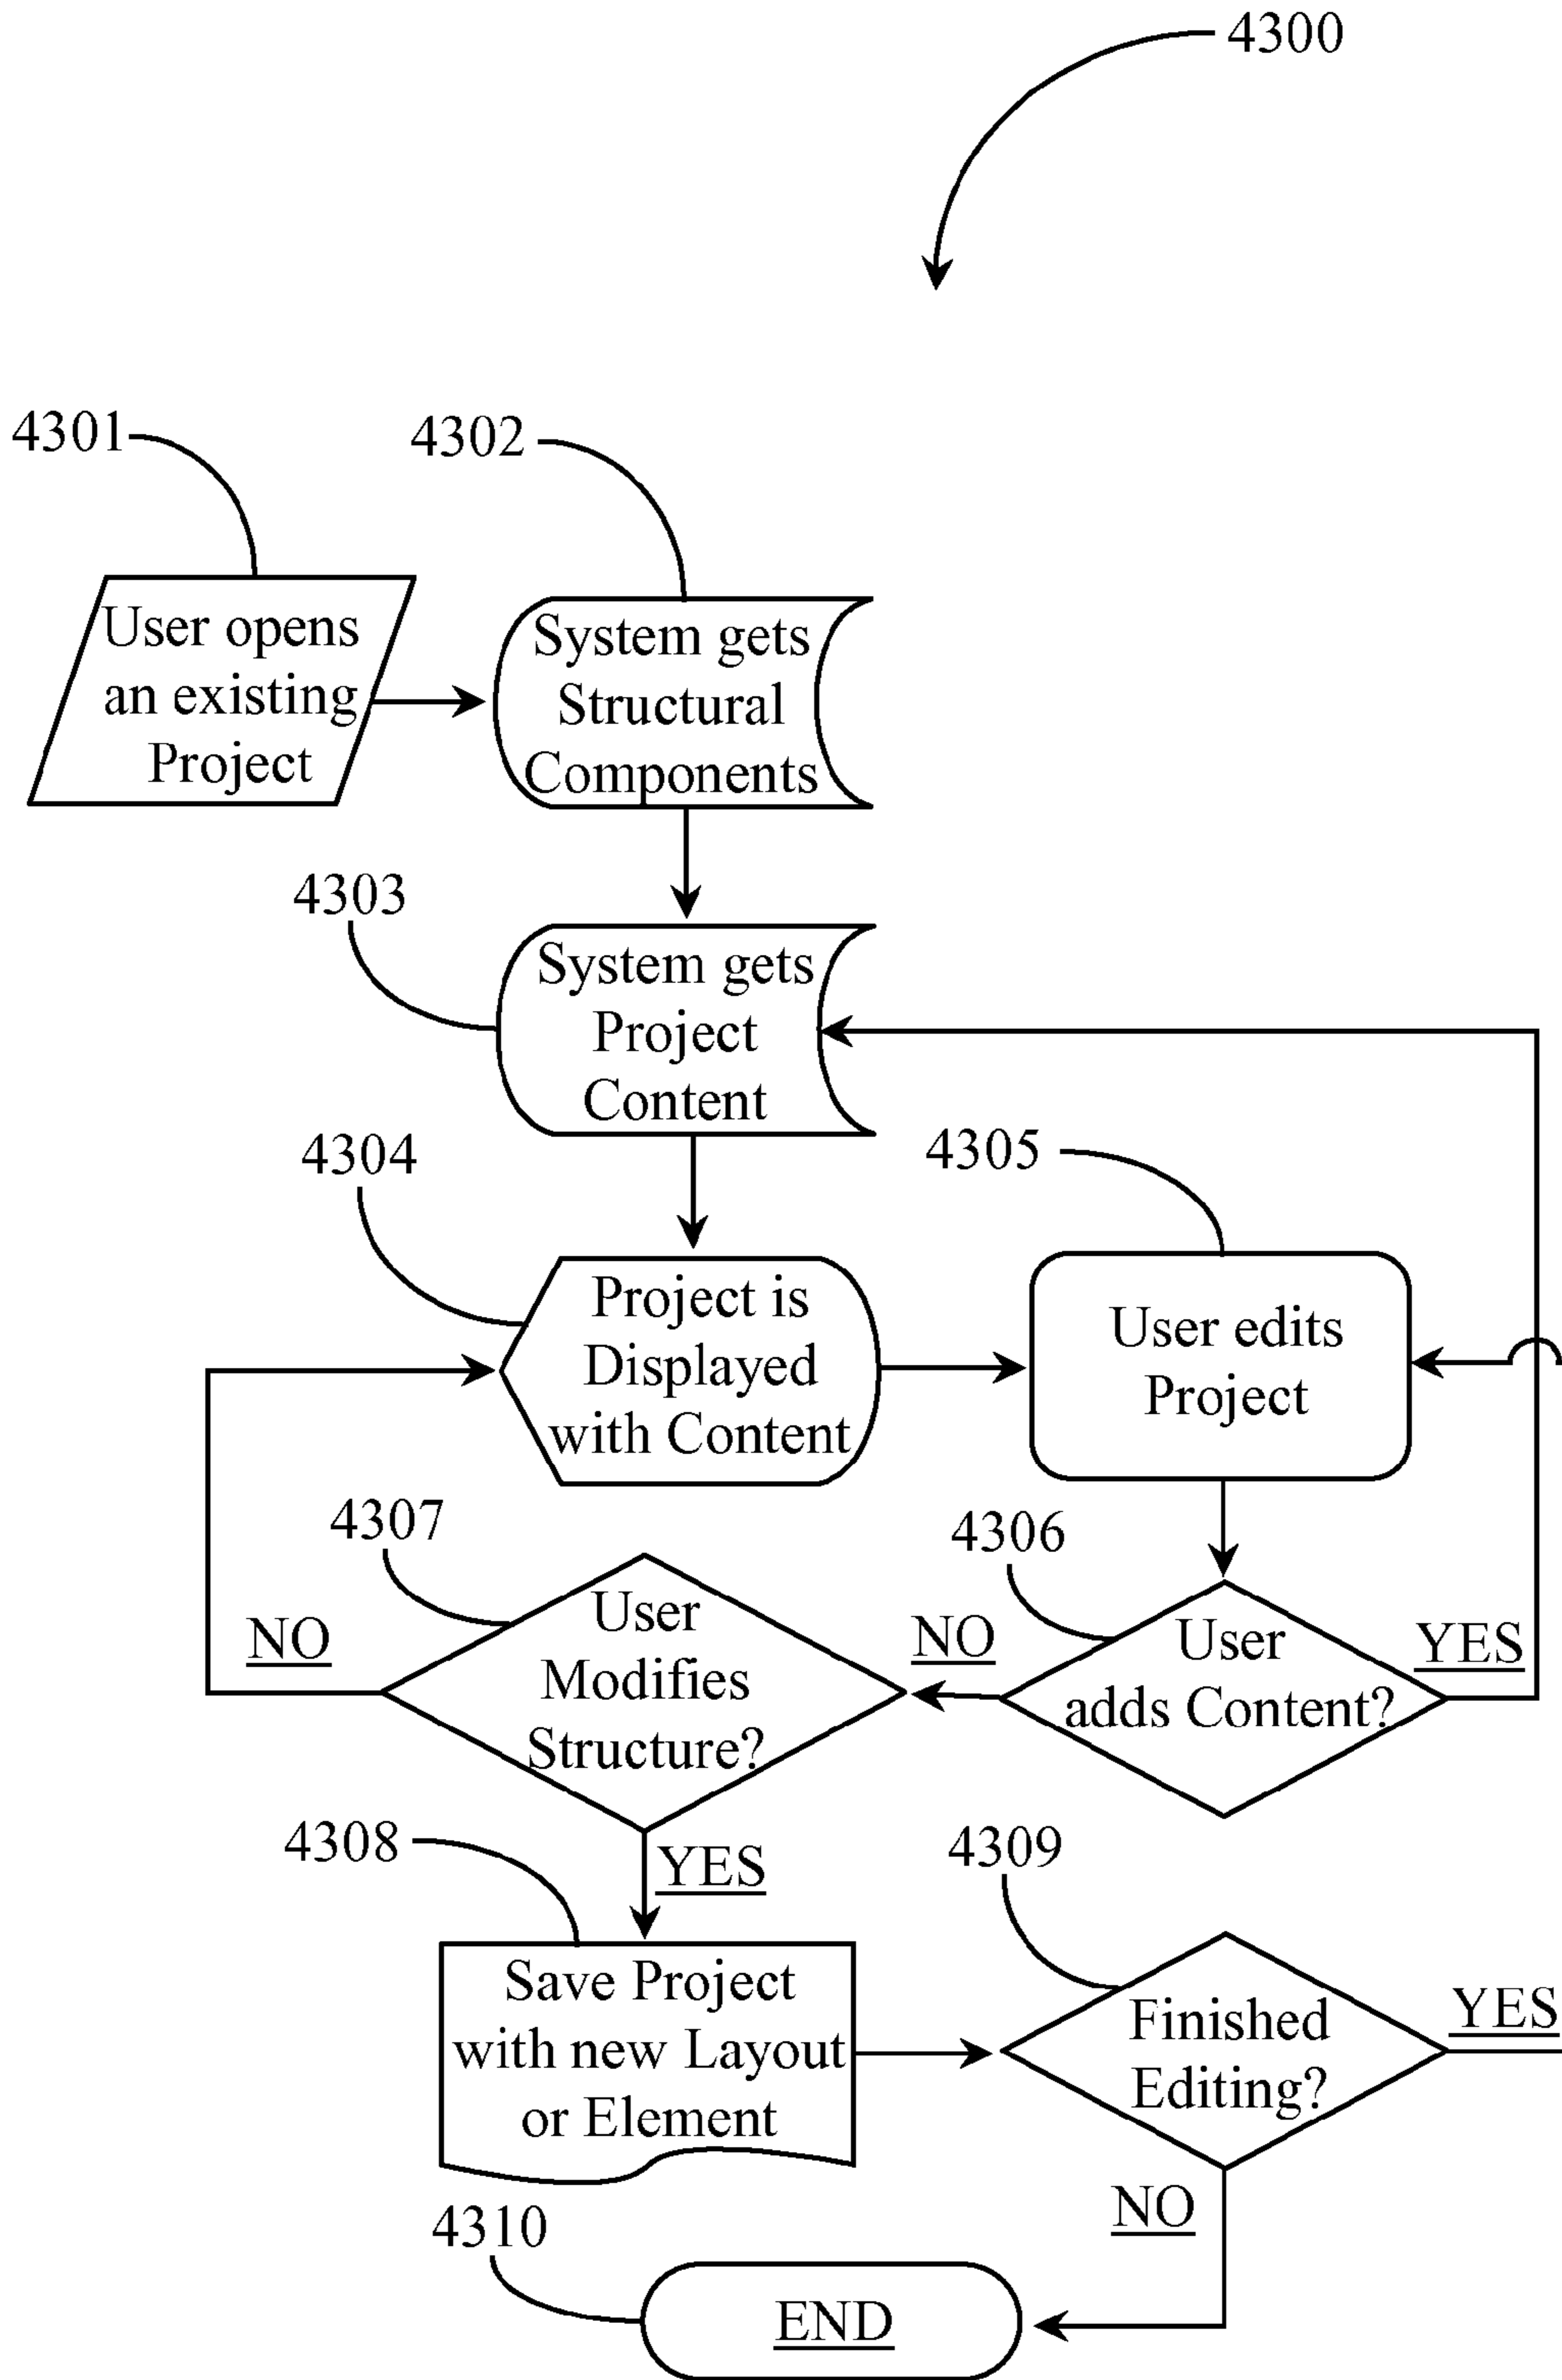 4300
4301
4302
User opens
an existing
Project
System gets
Structural
Components
4303
System gets
Project
Content
4304
4305
Project is
Displayed
with Content
User edits
Project
4307
4306
NO
User
Modifies
Structure?
NO
User
adds Content?
YES
4308
YES
4309
Save Project
with new Layout
or Element
Finished
Editing?
YES
NO
4310
END